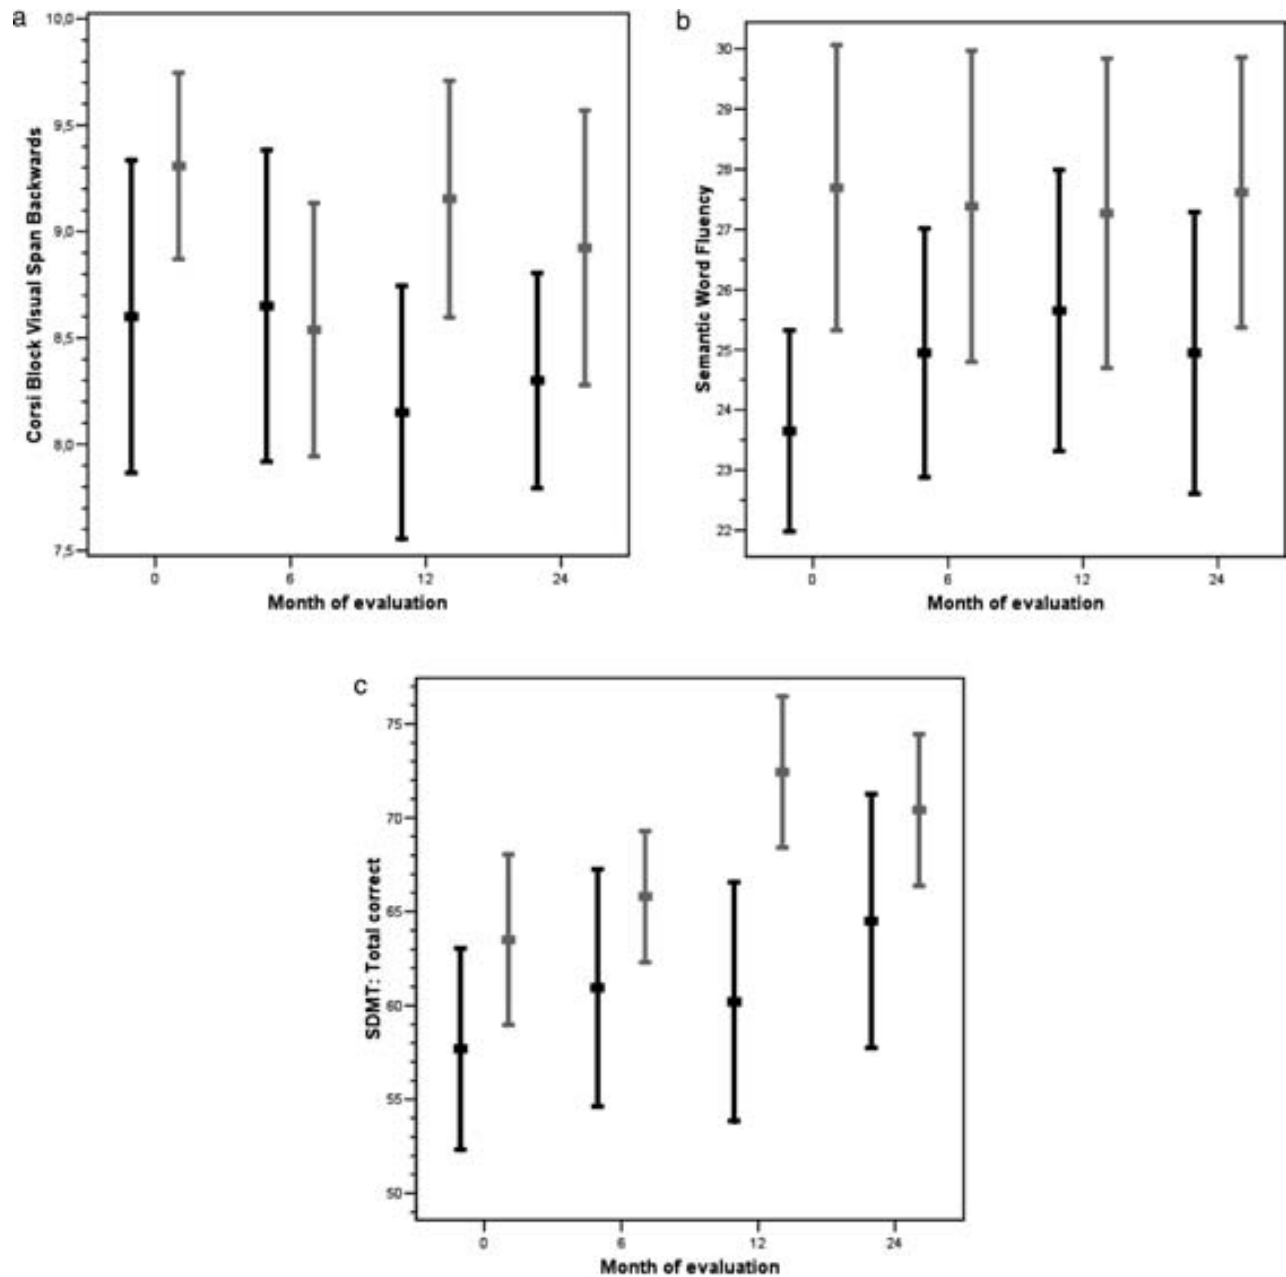 a
10,0
9,5
9,0
8,5
8,0
7,5
Corsi Block Visual Span Backwards
0 6 12 24
Month of evaluation
b
30
29
28
27
26
25
24
23
22
Semantic Word Fluency
0 6 12 24
Month of evaluation
c
75
70
65
60
55
50
SDMT: Total correct
0 6 12 24
Month of evaluation